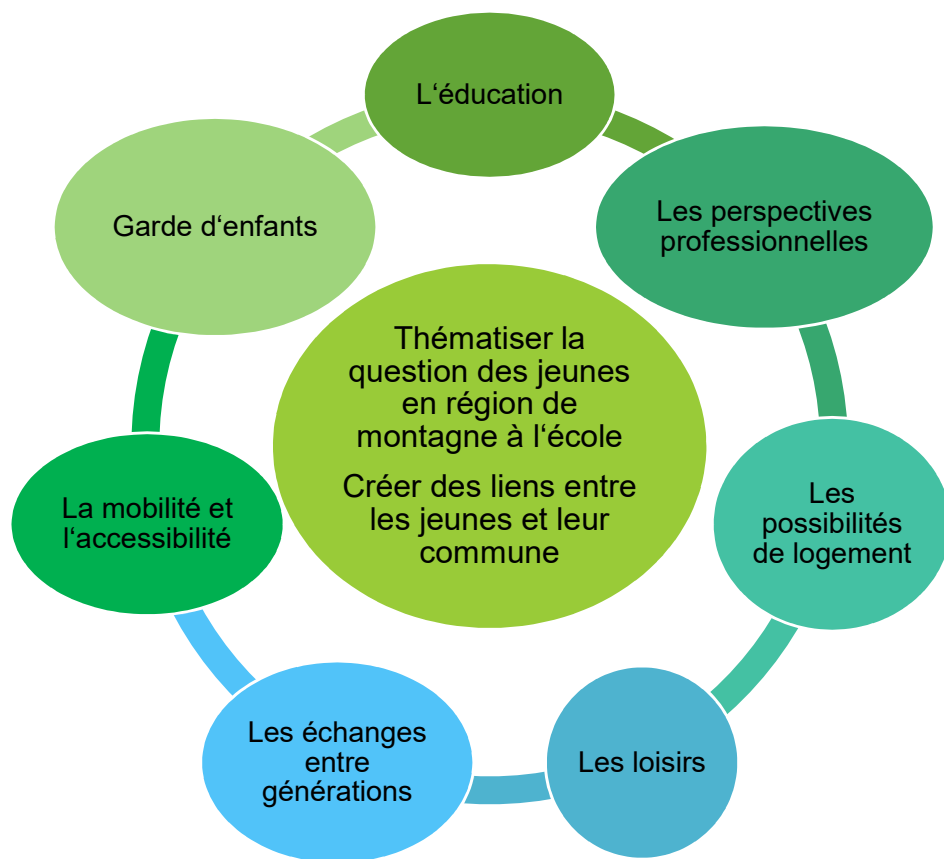 L‘éducation
Les perspectives
professionnelles
Les
possibilités
de logement
Les loisirs
Les échanges
entre
générations
La mobilité et
l‘accessibilité
Garde d‘enfants
Thématiser la
question des jeunes
en région de
montagne à l‘école
Créer des liens entre
les jeunes et leur
commune